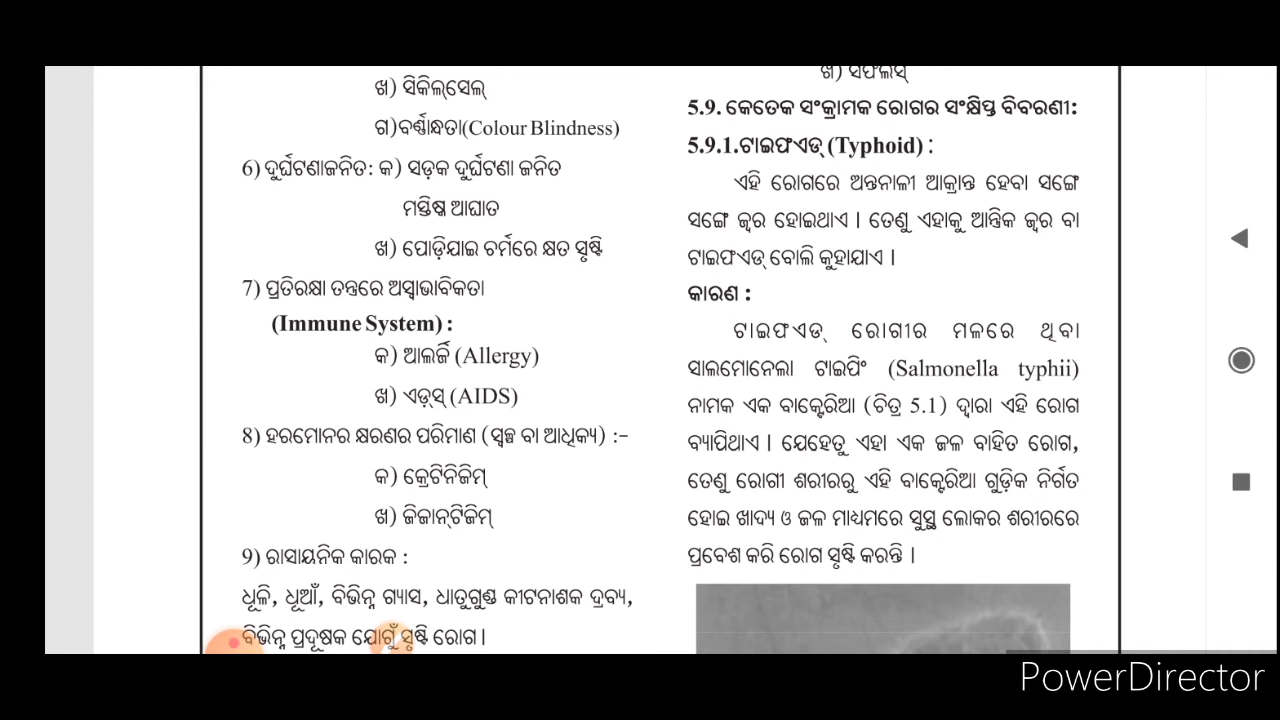 ଖ) ସିକିଲ୍‌ସେଲ୍
ଗ)ବର୍ଣ୍ଣାନ୍ଧତା(Colour Blindness)
6) ଦୁର୍ଘଟଣାଜନିତ: କ) ସଡ଼କ ଦୁର୍ଘଟଣା ଜନିତ
ମସ୍ତିଷ୍କ ଆଘାତ
ଖ) ପୋଡ଼ିଯାଇ ଚର୍ମରେ କ୍ଷତ ସୃଷ୍ଟି
7) ପ୍ରତିରକ୍ଷା ତନ୍ତ୍ରରେ ଅସ୍ୱାଭାବିକତା
(Immune System) :
କ) ଆଲର୍ଜି (Allergy)
ଖ) ଏଡ଼୍‌ସ୍ (AIDS)
8) ହରମୋନର କ୍ଷରଣର ପରିମାଣ (ସ୍ୱଳ୍ପ ବା ଆଧିକ୍ୟ) :-
କ) କ୍ରେଟିନିଜିମ୍
ଖ) ଜିଜାନ୍‌ଟିଜିମ୍
9) ରାସାୟନିକ କାରକ :
ଧୂଳି, ଧୂଆଁ, ବିଭିନ୍ନ ଗ୍ୟାସ, ଧାତୁଗୁଣ୍ଡ କୀଟନାଶକ ଦ୍ରବ୍ୟ,
ବିଭିନ୍ନ ପ୍ରଦୂଷକ ଯୋଗୁଁ ସୃଷ୍ଟି ରୋଗ।
5.9. କେତେକ ସଂକ୍ରାମକ ରୋଗର ସଂକ୍ଷିପ୍ତ ବିବରଣୀ:
5.9.1.ଟାଇଫଏଡ୍ (Typhoid) :
ଏହି ରୋଗରେ ଅନ୍ତନାଳୀ ଆକ୍ରାନ୍ତ ହେବା ସଙ୍ଗେ
ସଙ୍ଗେ ଜ୍ୱର ହୋଇଥାଏ । ତେଣୁ ଏହାକୁ ଆନ୍ତ୍ରିକ ଜ୍ୱର ବା
ଟାଇଫଏଡ୍ ବୋଲି କୁହାଯାଏ ।
କାରଣ :
ଟାଇଫଏଡ୍ ରୋଗୀର ମଳରେ ଥିବା
ସାଲମୋନେଲା ଟାଇପିଂ (Salmonella typhii)
ନାମକ ଏକ ବାକ୍ଟେରିଆ (ଚିତ୍ର 5.1) ଦ୍ୱାରା ଏହି ରୋଗ
ବ୍ୟାପିଥାଏ । ଯେହେତୁ ଏହା ଏକ ଜଳ ବାହିତ ରୋଗ,
ତେଣୁ ରୋଗୀ ଶରୀରରୁ ଏହି ବାକ୍ଟେରିଆ ଗୁଡ଼ିକ ନିର୍ଗତ
ହୋଇ ଖାଦ୍ୟ ଓ ଜଳ ମାଧ୍ୟମରେ ସୁସ୍ଥ ଲୋକର ଶରୀରରେ
ପ୍ରବେଶ କରି ରୋଗ ସୃଷ୍ଟି କରନ୍ତି ।
PowerDirector